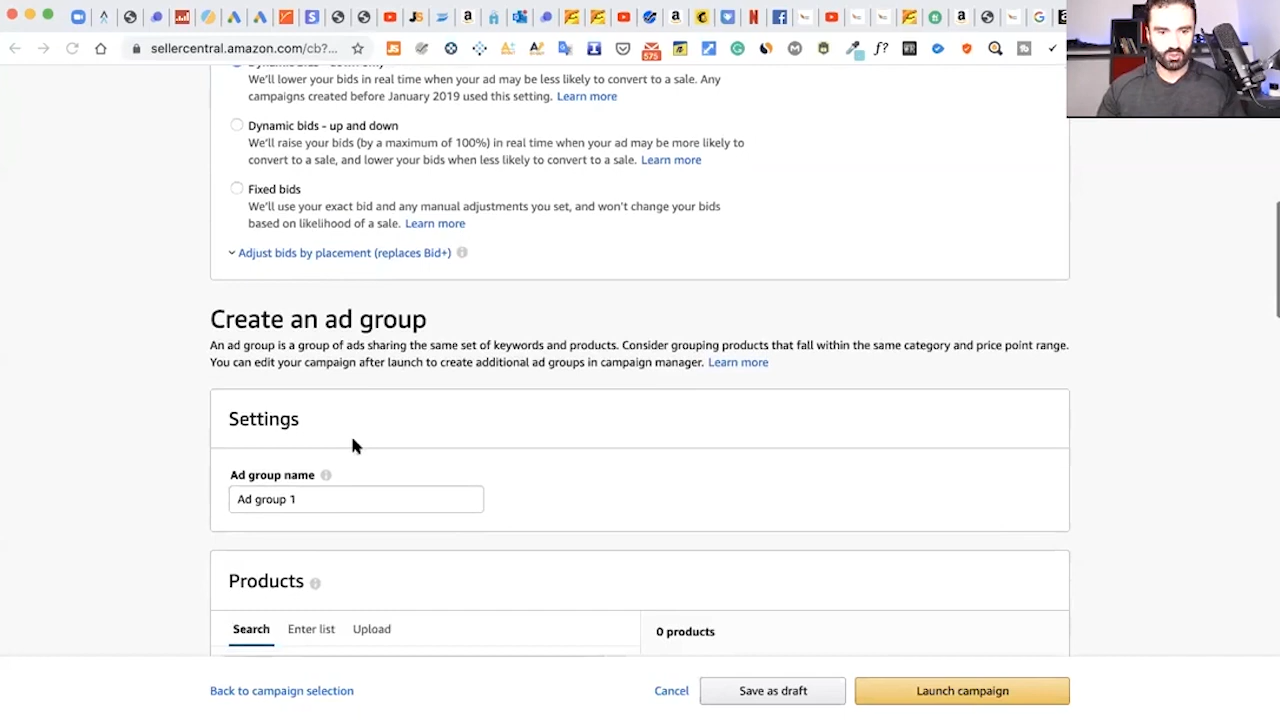 sellercentral.amazon.com/cb?...
575
f?
Dynamic bids - down only
We'll lower your bids in real time when your ad may be less likely to convert to a sale. Any
campaigns created before January 2019 used this setting. Learn more
Dynamic bids - up and down
We'll raise your bids (by a maximum of 100%) in real time when your ad may be more likely to
convert to a sale, and lower your bids when less likely to convert to a sale. Learn more
Fixed bids
We'll use your exact bid and any manual adjustments you set, and won't change your bids
based on likelihood of a sale. Learn more
Adjust bids by placement (replaces Bid+)
Create an ad group
An ad group is a group of ads sharing the same set of keywords and products. Consider grouping products that fall within the same category and price point range.
You can edit your campaign after launch to create additional ad groups in campaign manager. Learn more
Settings
Ad group name
Ad group 1
Products
Search Enter list Upload
0 products
Back to campaign selection
Cancel
Save as draft
Launch campaign